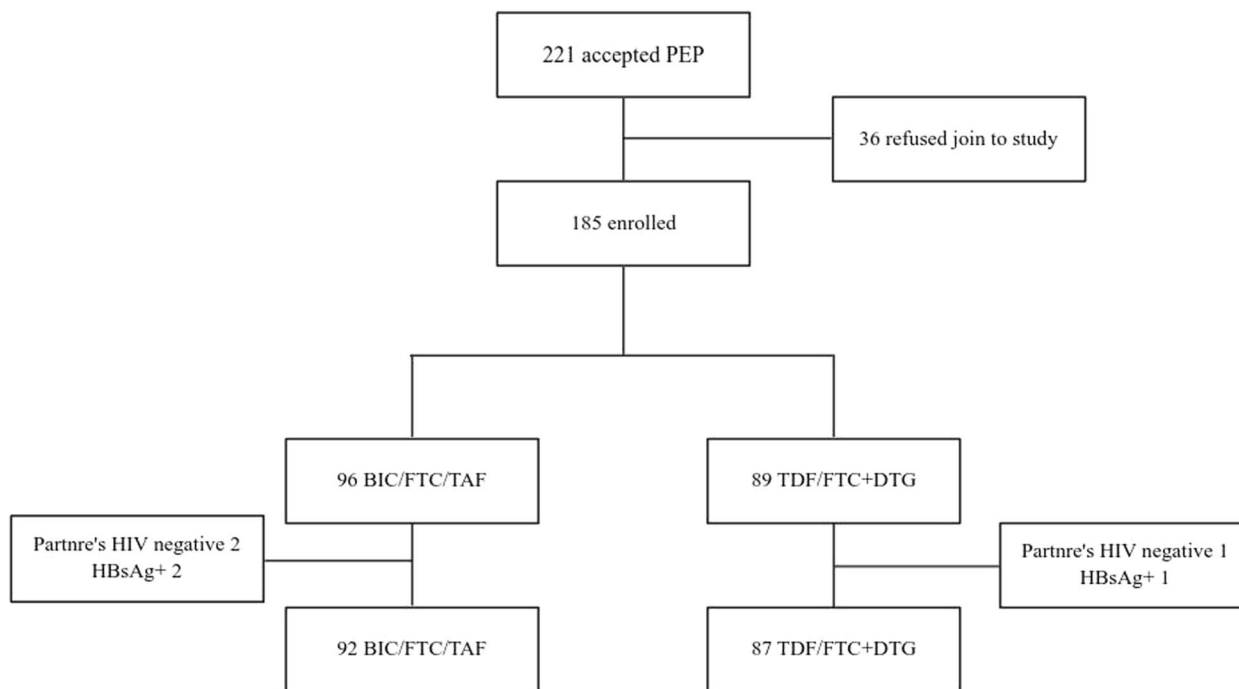 221 accepted PEP
36 refused join to study
185 enrolled
96 BIC/FTC/TAF
89 TDF/FTC+DTG
Partnre's HIV negative 2
HBsAg+ 2
Partnre's HIV negative 1
HBsAg+ 1
92 BIC/FTC/TAF
87 TDF/FTC+DTG